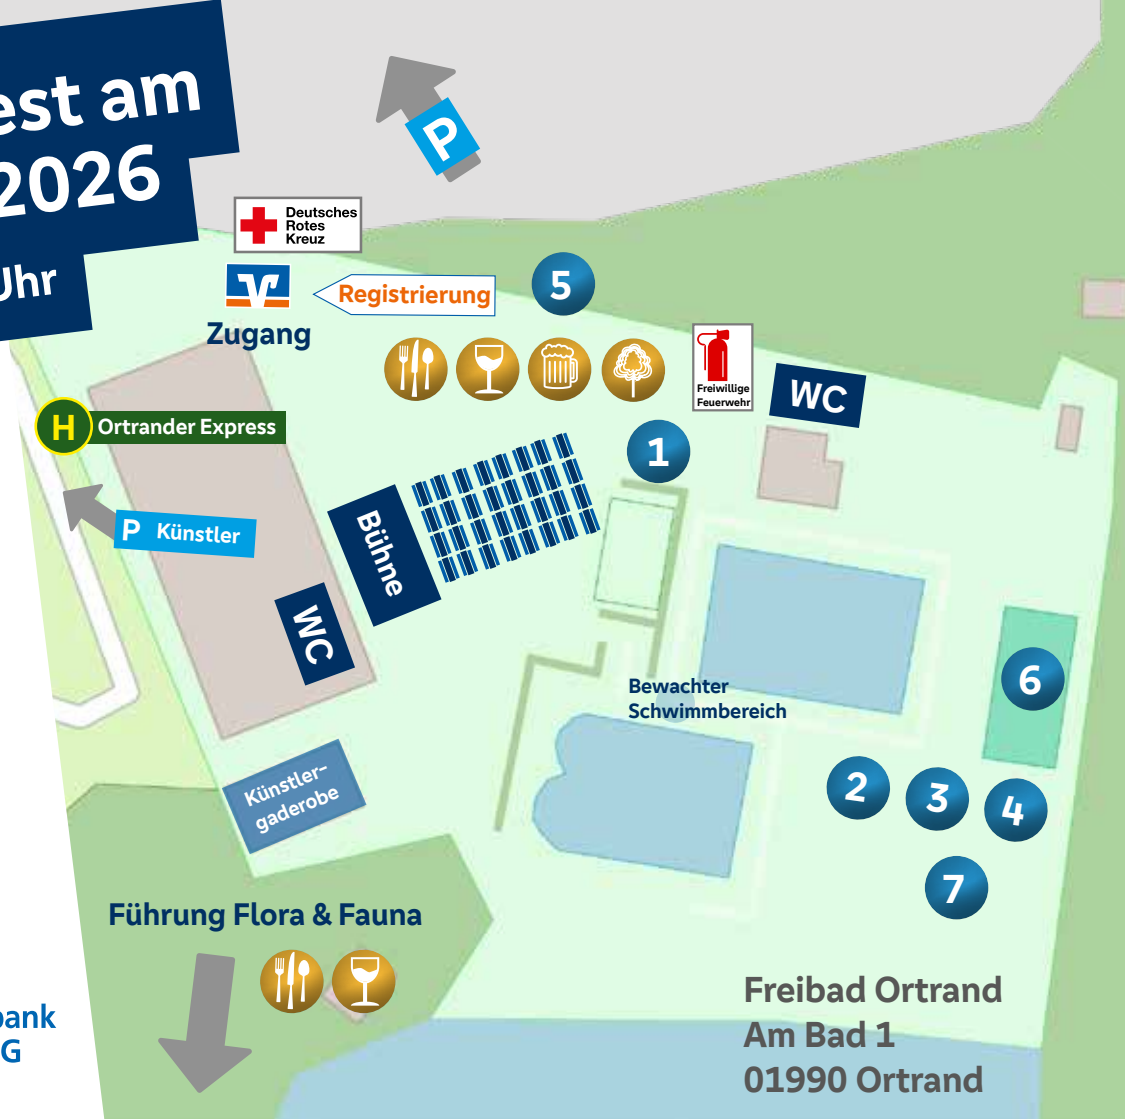 est am
2026
Uhr
P
Deutsches
Rotes
Kreuz
Registrierung
5
Zugang
Freiwillige
Feuerwehr
WC
H Ortrander Express
1
P Künstler
Bühne
WC
Bewachter
Schwimmbereich
6
Künstler-
gaderobe
2
3
4
7
Führung Flora & Fauna
bank
G
Freibad Ortrand
Am Bad 1
01990 Ortrand